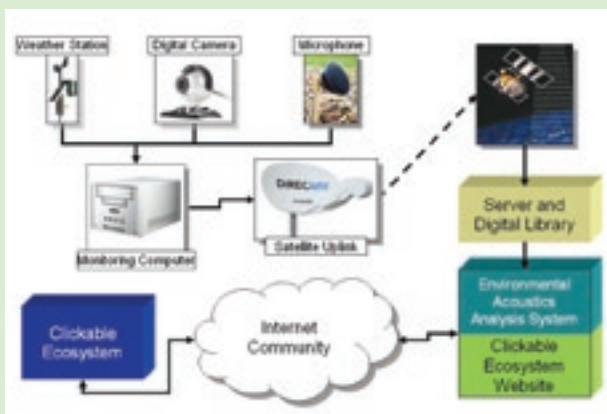 Weather Station
Digital Camera
Microphone
Monitoring Computer
Satellite Uplink
Server and
Digital Library
Environmental
Acoustics
Analysis System
Clickable
Ecosystem
Website
Internet
Community
Clickable
Ecosystem